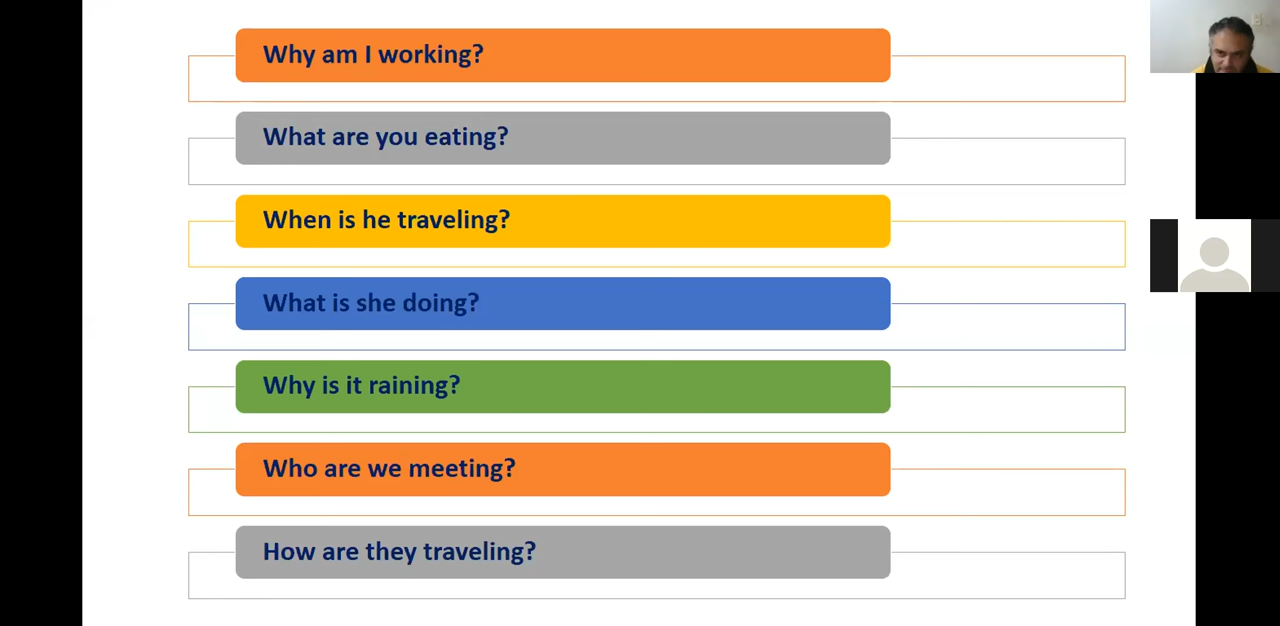 Why am I working?
What are you eating?
When is he traveling?
What is she doing?
Why is it raining?
Who are we meeting?
How are they traveling?